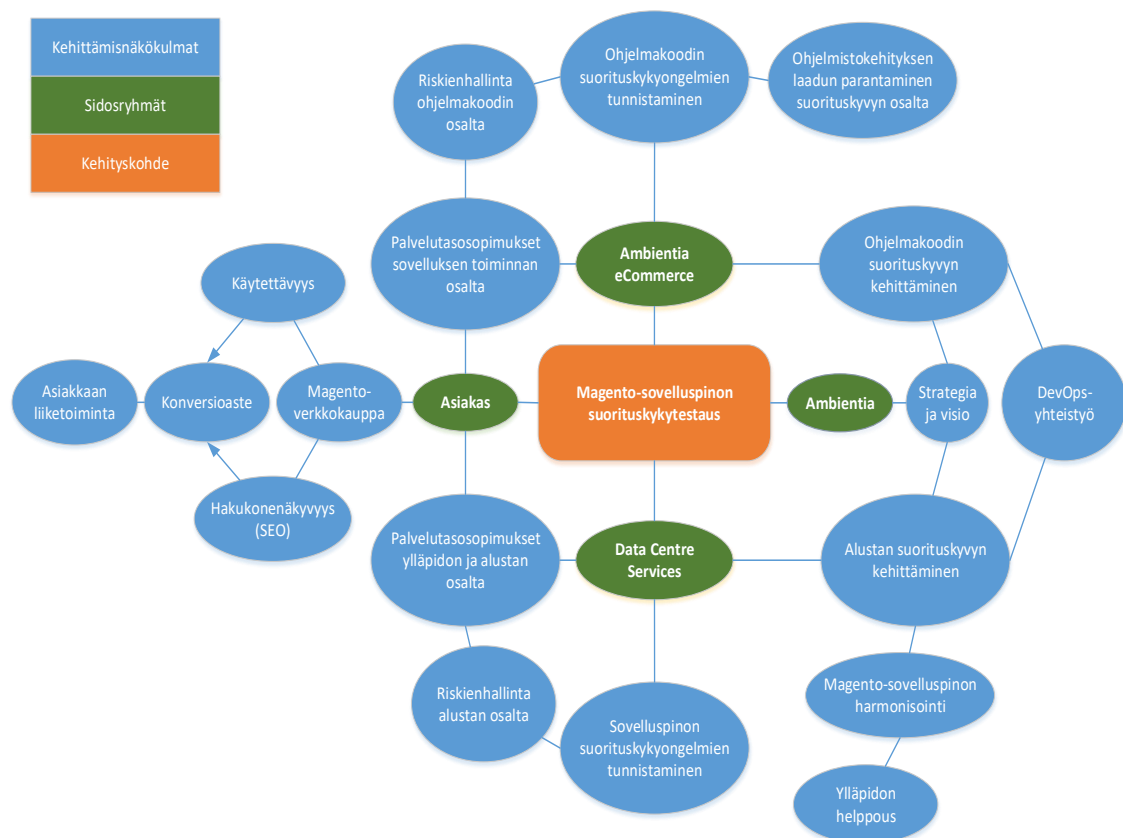 Kehittämisnäkökulmat
Sidosryhmät
Kehityskohde
Riskienhallinta
ohjelmakoodin
osalta
Ohjelmakoodin
suorituskykyongelmien
tunnistaminen
Ohjelmistokehityksen
laadun parantaminen
suorituskyvyn osalta
Palvelutasosopimukset
sovelluksen toiminnan
osalta
Ambientia
eCommerce
Ohjelmakoodin
suorituskyvyn
kehittäminen
Käytettävyys
Asiakkaan
liiketoiminta
Konversioaste
Magento-
verkkokauppa
Asiakas
Magento-sovelluspinon
suorituskykytestaus
Ambientia
Strategia
ja visio
DevOps-
yhteistyö
Hakukonenäkyvyys
(SEO)
Palvelutasosopimukset
ylläpidon ja alustan
osalta
Data Centre
Services
Alustan suorituskyvyn
kehittäminen
Riskienhallinta
alustan osalta
Sovelluspinon
suorituskykyongelmien
tunnistaminen
Magento-sovelluspinon
harmonisointi
Ylläpidon
helppous